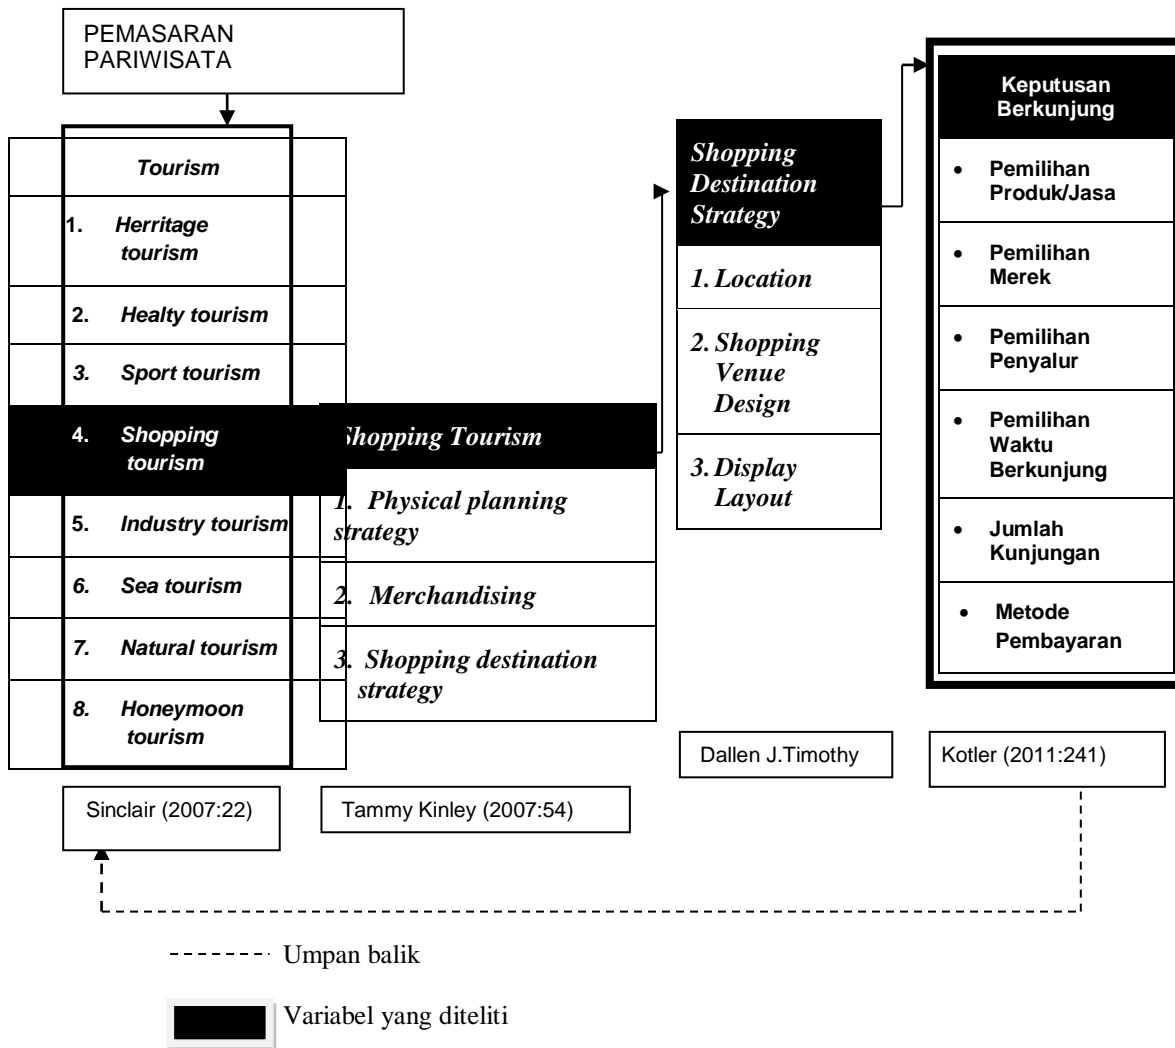 PEMASARAN
PARIWISATA
Tourism
1. Herritage
tourism
2. Healty tourism
3. Sport tourism
4. Shopping
tourism
5. Industry tourism
6. Sea tourism
7. Natural tourism
8. Honeymoon
tourism
Sinclair (2007:22)
Shopping Tourism
1. Physical planning
strategy
2. Merchandising
3. Shopping destination
strategy
Tammy Kinley (2007:54)
Shopping
Destination
Strategy
1. Location
2. Shopping
Venue
Design
3. Display
Layout
Dallen J.Timothy
Keputusan
Berkunjung
• Pemilihan
Produk/Jasa
• Pemilihan
Merek
• Pemilihan
Penyalur
• Pemilihan
Waktu
Berkunjung
• Jumlah
Kunjungan
• Metode
Pembayaran
Kotler (2011:241)
Umpan balik
Variabel yang diteliti